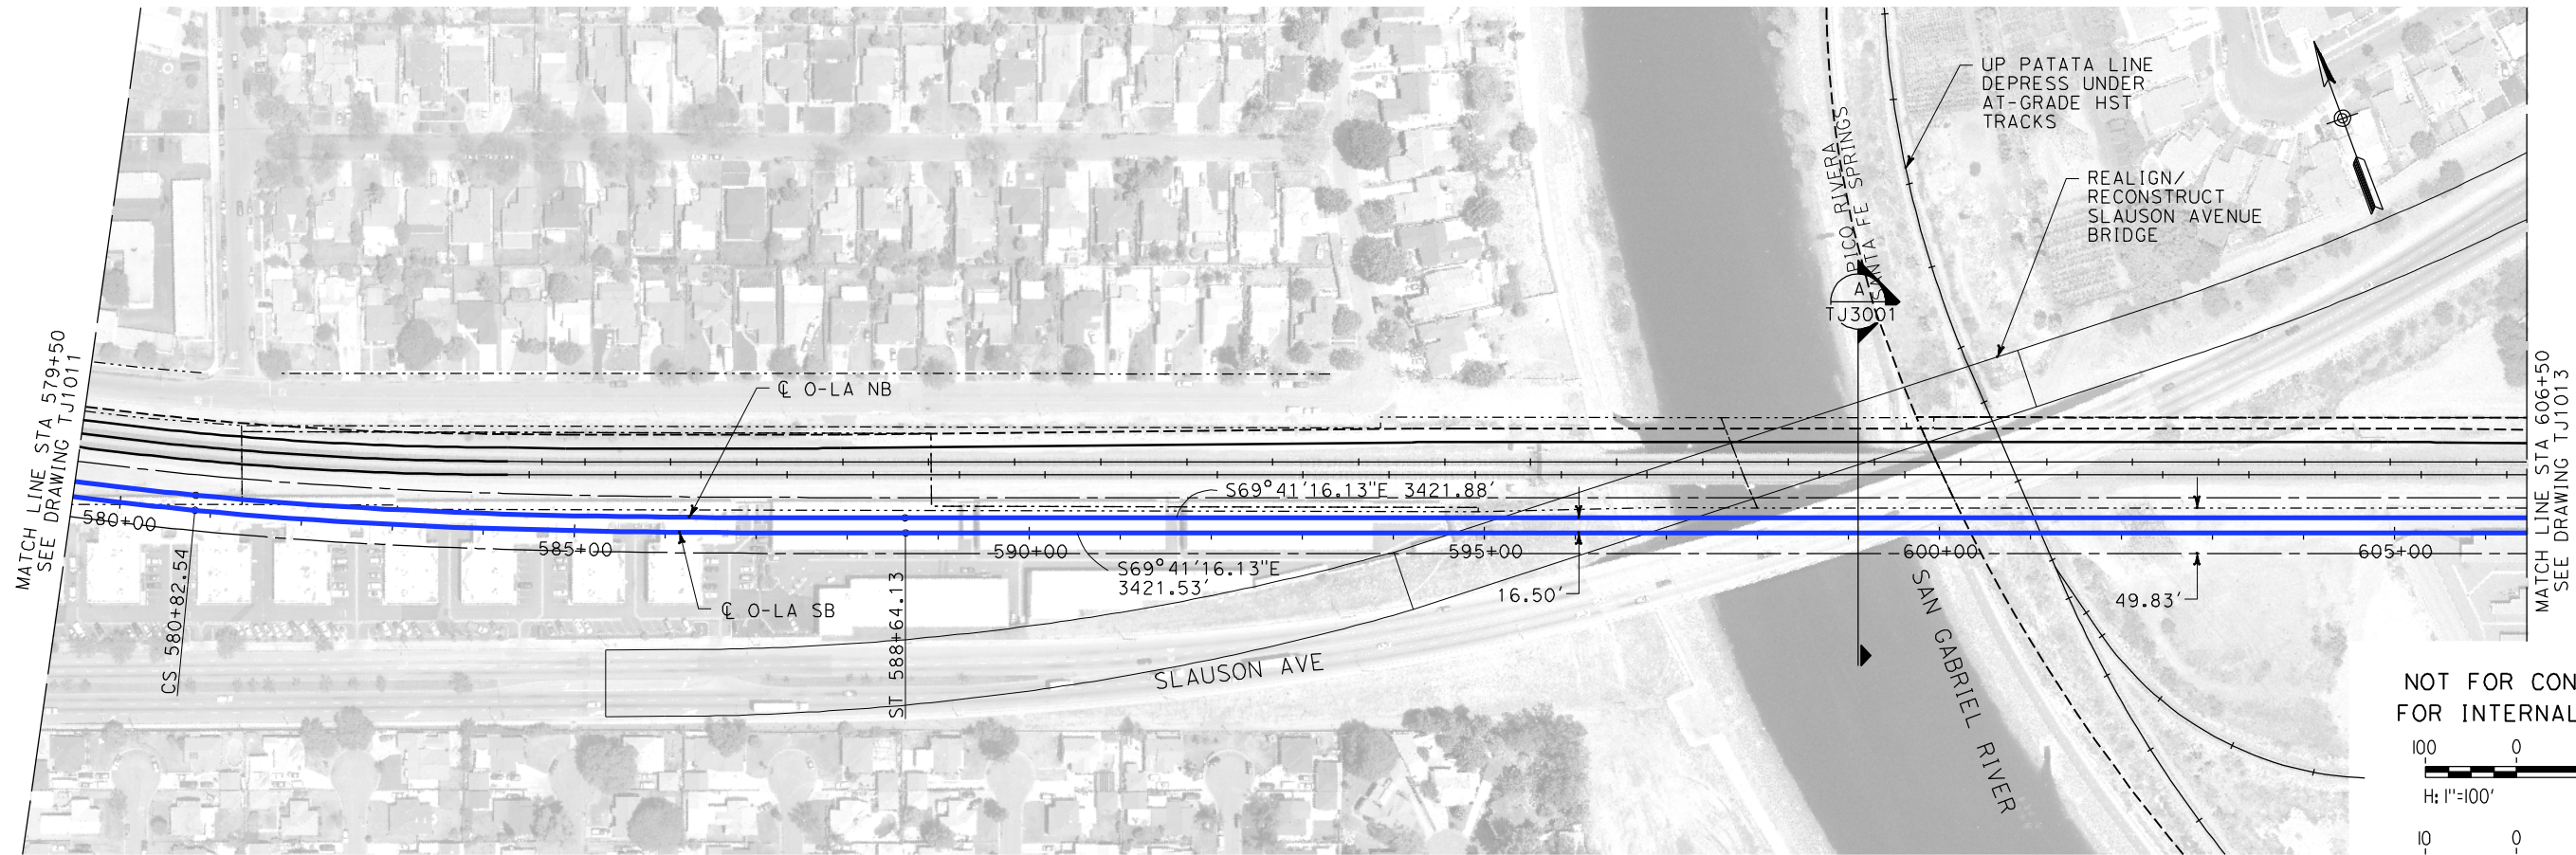 UP PATATA LINE
DEPRESS UNDER
AT-GRADE HST
TRACKS
REALIGN/
RECONSTRUCT
SLAUSON AVENUE
BRIDGE
PICO RIVERA
SANTA FE SPRINGS
A
TJ3001
MATCH LINE STA 579+50
SEE DRAWING TJ1011
℄ O-LA NB
S69°41'16.13"E 3421.88'
580+00
585+00
590+00
595+00
600+00
605+00
S69°41'16.13"E
3421.53'
16.50'
49.83'
℄ O-LA SB
CS 580+82.54
ST 588+64.13
SLAUSON AVE
SAN GABRIEL RIVER
MATCH LINE STA 606+50
SEE DRAWING TJ1013
NOT FOR CON
FOR INTERNAL
100 0
H: 1"=100'
10 0